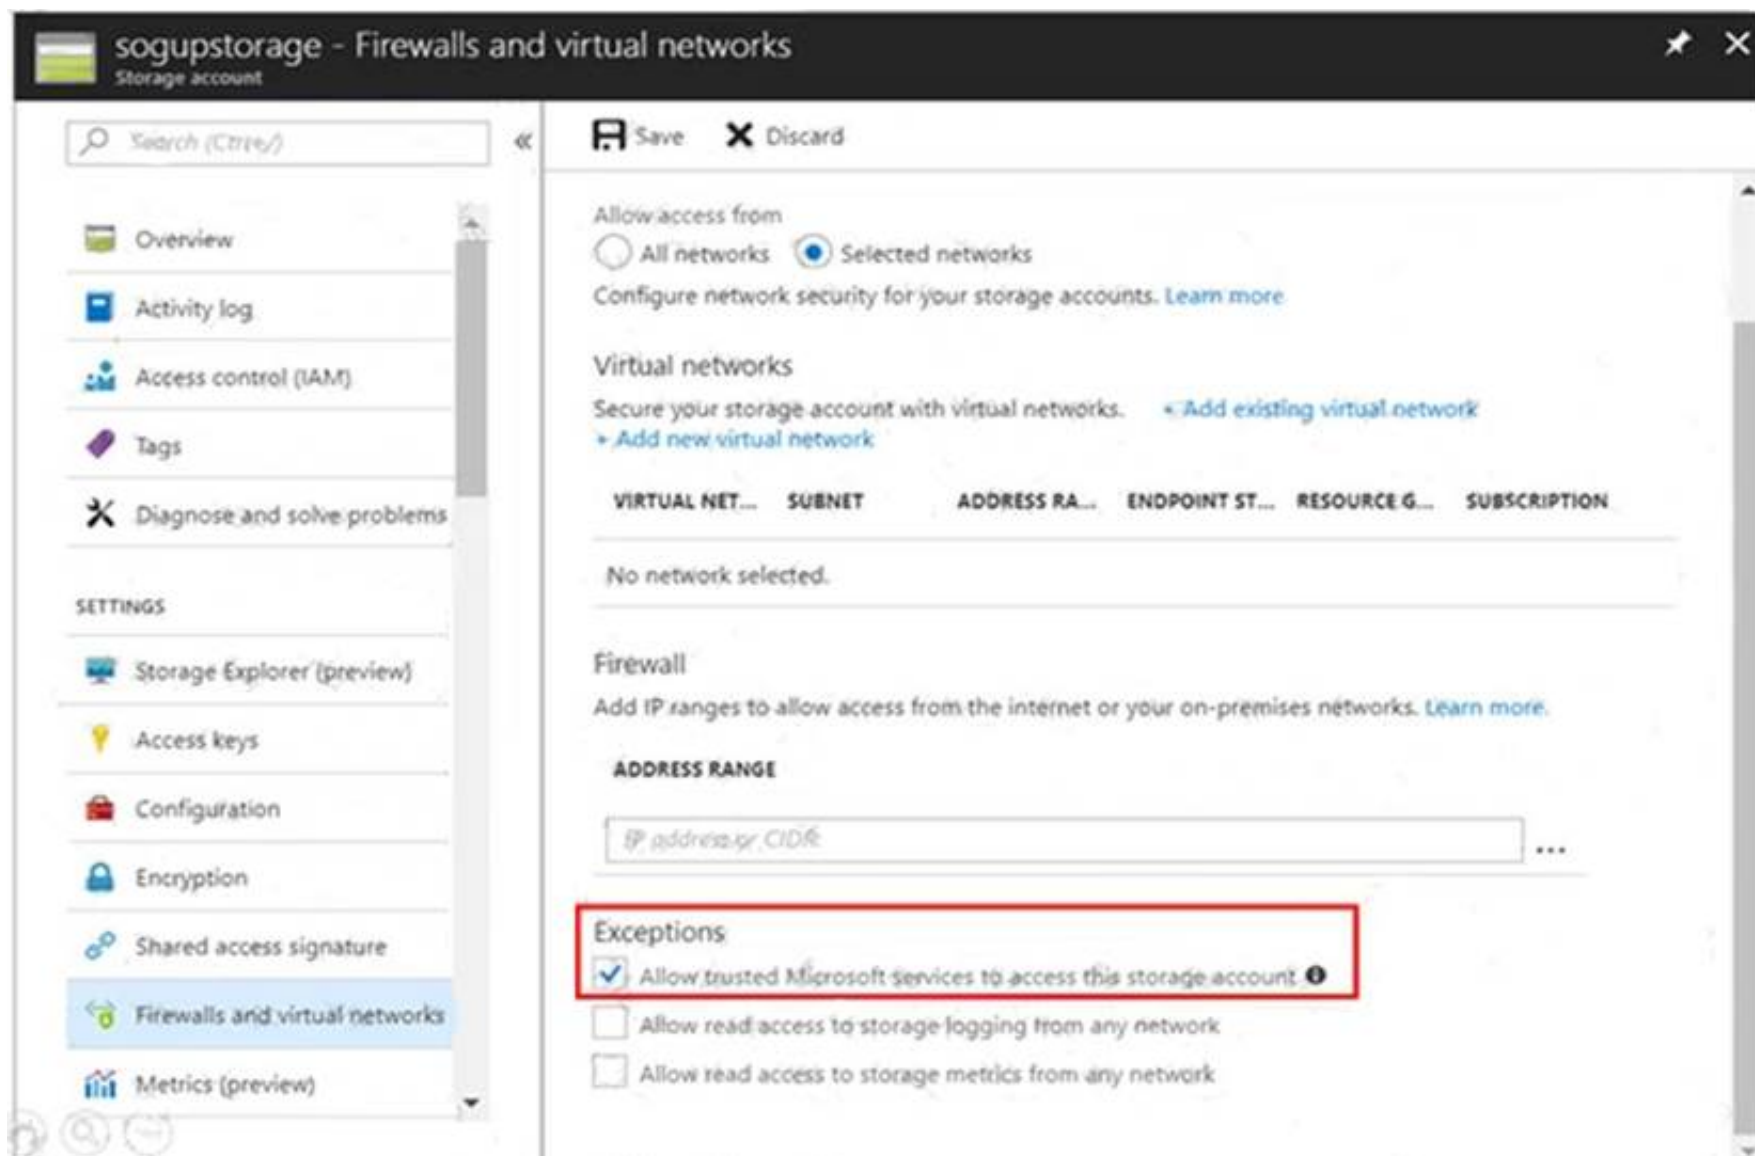 sogupstorage - Firewalls and virtual networks
Storage account
Search (Ctrl+/)
«
Save
Discard
Overview
Activity log
Access control (IAM)
Tags
Diagnose and solve problems
SETTINGS
Storage Explorer (preview)
Access keys
Configuration
Encryption
Shared access signature
Firewalls and virtual networks
Metrics (preview)
Allow access from
All networks Selected networks
Configure network security for your storage accounts. Learn more
Virtual networks
Secure your storage account with virtual networks. + Add existing virtual network
+ Add new virtual network
VIRTUAL NET... SUBNET ADDRESS RA... ENDPOINT ST... RESOURCE G... SUBSCRIPTION
No network selected.
Firewall
Add IP ranges to allow access from the internet or your on-premises networks. Learn more.
ADDRESS RANGE
IP address or CIDR
...
Exceptions
Allow trusted Microsoft services to access this storage account
Allow read access to storage logging from any network
Allow read access to storage metrics from any network